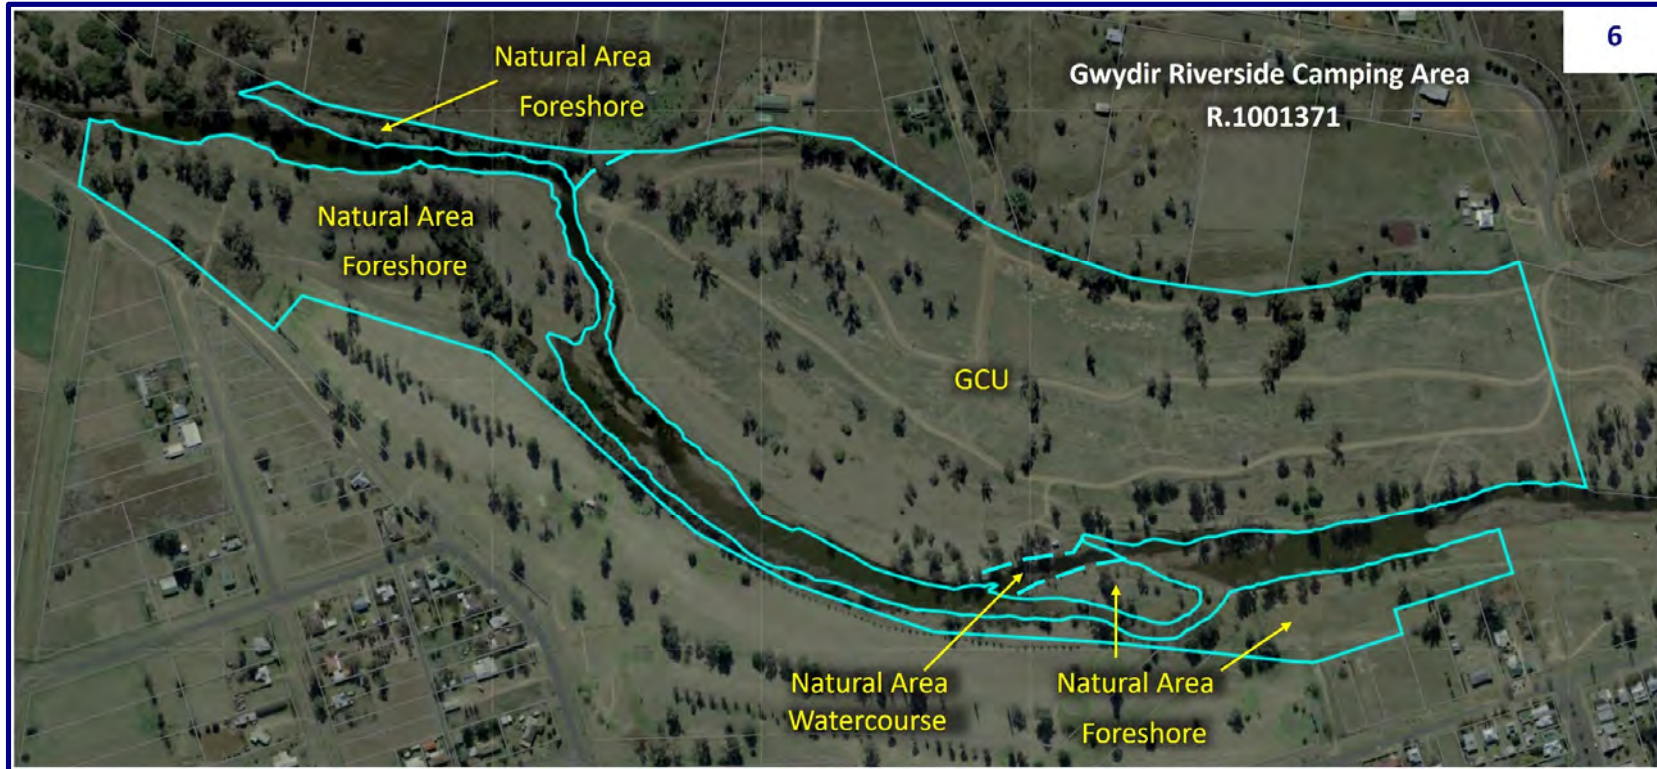 6
Natural Area
Foreshore
Gwydir Riverside Camping Area
R.1001371
Natural Area
Foreshore
GCU
Natural Area
Watercourse
Natural Area
Foreshore